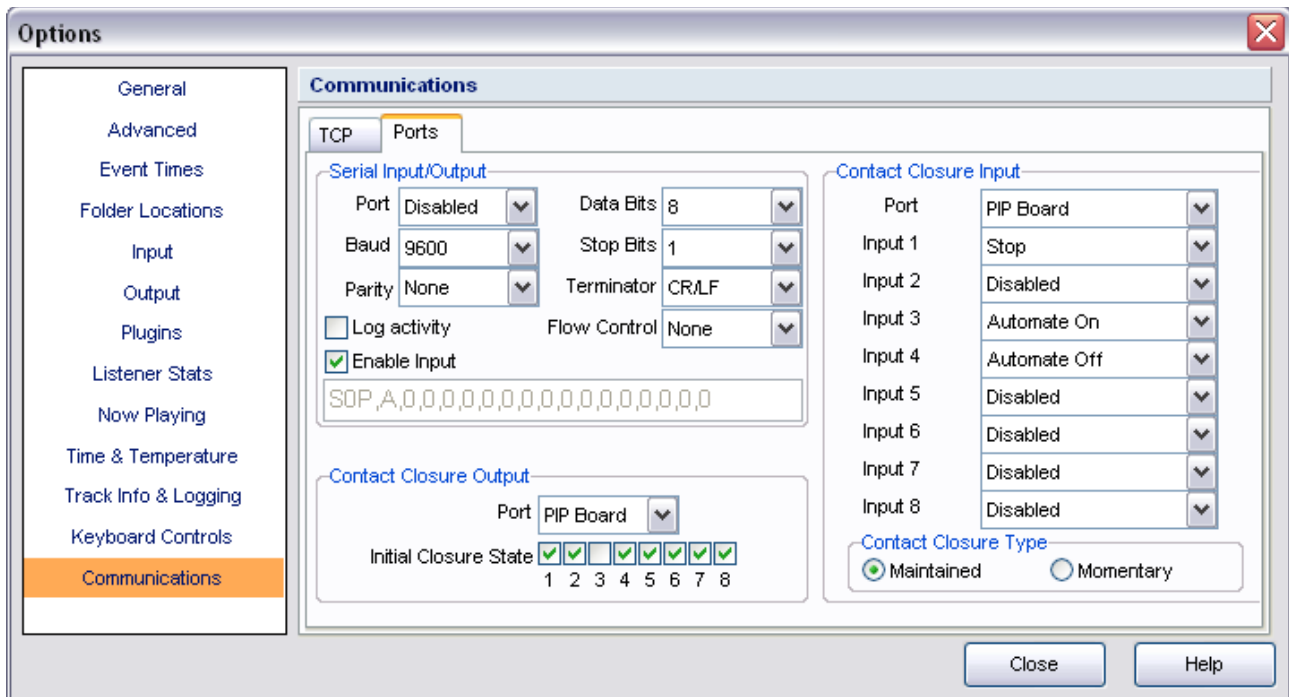 Options
General
Advanced
Event Times
Folder Locations
Input
Output
Plugins
Listener Stats
Now Playing
Time & Temperature
Track Info & Logging
Keyboard Controls
Communications
Communications
TCP Ports
Serial Input/Output
Port Disabled Data Bits 8
Baud 9600 Stop Bits 1
Parity None Terminator CR/LF
Log activity Flow Control None
Enable Input
S0P,A,0,0,0,0,0,0,0,0,0,0,0,0,0,0,0,0
Contact Closure Output
Port PIP Board
Initial Closure State
1 2 3 4 5 6 7 8
Contact Closure Input
Port PIP Board
Input 1 Stop
Input 2 Disabled
Input 3 Automate On
Input 4 Automate Off
Input 5 Disabled
Input 6 Disabled
Input 7 Disabled
Input 8 Disabled
Contact Closure Type
Maintained Momentary
Close Help